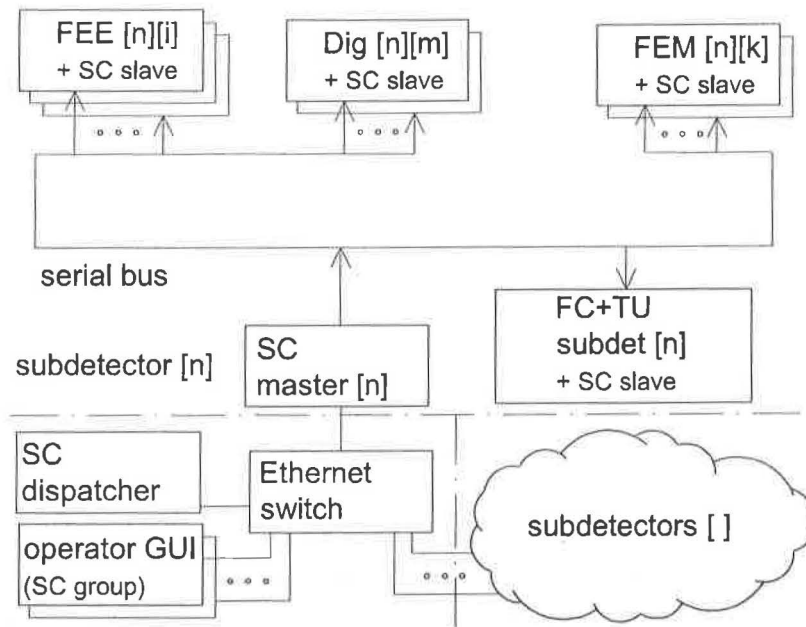 FEE [n][i]
+ SC slave
Dig [n][m]
+ SC slave
FEM [n][k]
+ SC slave
serial bus
FC+TU
subdet [n]
+ SC slave
subdetector [n]
SC
master [n]
SC
dispatcher
Ethernet
switch
operator GUI
(SC group)
subdetectors [ ]